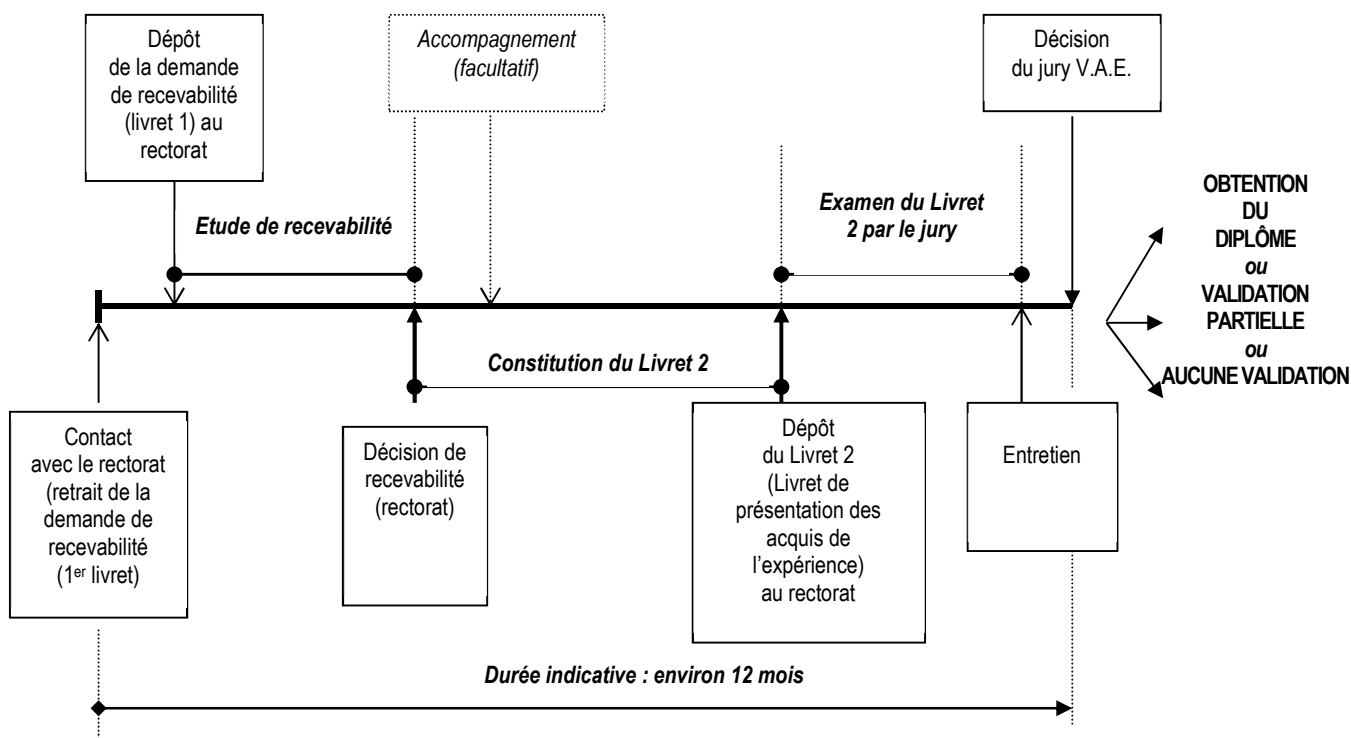 Dépôt
de la demande
de recevabilité
(livret 1) au
rectorat
Accompagnement
(facultatif)
Décision
du jury V.A.E.
Etude de recevabilité
Examen du Livret
2 par le jury
OBTENTION
DU
DIPLÔME
ou
VALIDATION
PARTIELLE
ou
AUCUNE VALIDATION
Constitution du Livret 2
Contact
avec le rectorat
(retrait de la
demande de
recevabilité
(1er livret)
Décision de
recevabilité
(rectorat)
Dépôt
du Livret 2
(Livret de
présentation des
acquis de
l’expérience)
au rectorat
Entretien
Durée indicative : environ 12 mois